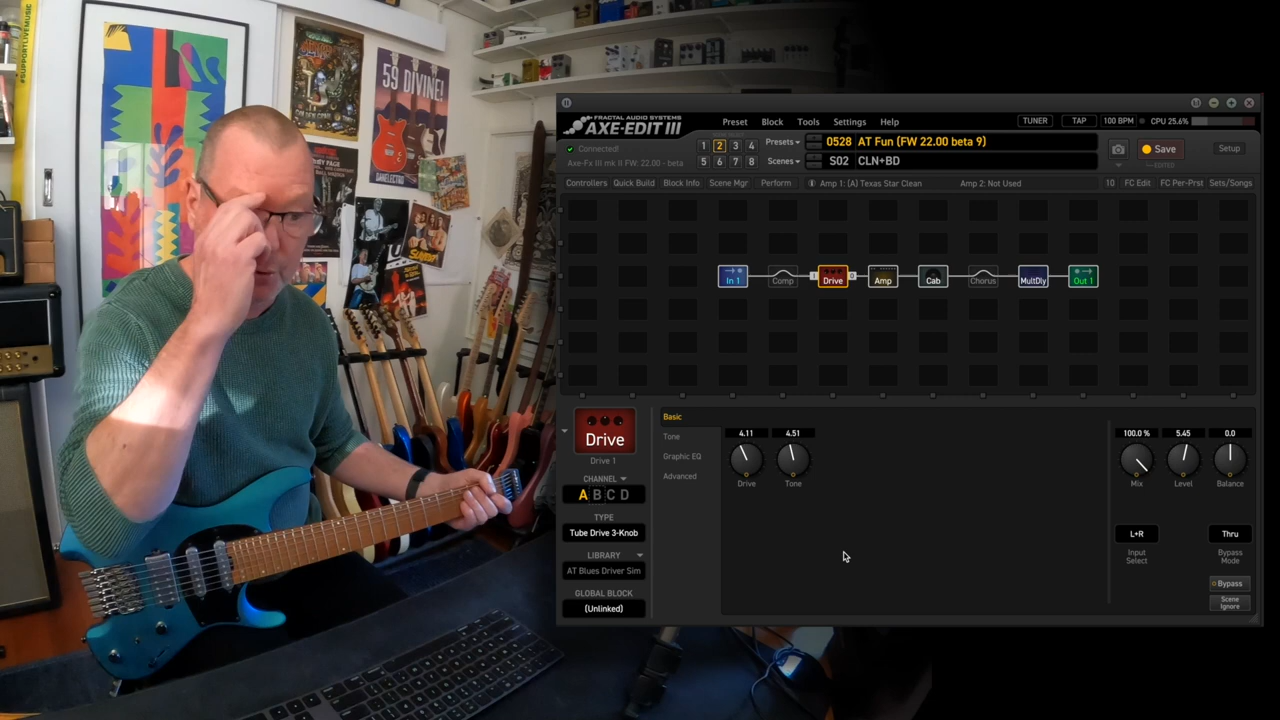 #SUPPORTLIVEMUSIC
59 DIVINE!
DANELECTRO
FRACTAL AUDIO SYSTEMS
AXE-EDIT III
Preset Block Tools Settings Help
TUNER TAP 100 BPM CPU 25.6%
Connected!
Axe-Fx III mk II FW: 22.00 - beta
1 2 3 4
5 6 7 8
Presets
0528 AT Fun (FW 22.00 beta 9)
Scenes
S02 CLN+BD
Save
EDITED
Setup
Controllers Quick Build Block Info Scene Mgr Perform
Amp 1: (A) Texas Star Clean Amp 2: Not Used
10 FC Edit FC Per-Prst Sets/Songs
In 1 Comp Drive Amp Cab Chorus MultDly Out 1
Drive
Drive 1
CHANNEL
A B C D
TYPE
Tube Drive 3-Knob
LIBRARY
AT Blues Driver Sim
GLOBAL BLOCK
(Unlinked)
Basic
Tone
Graphic EQ
Advanced
4.11 4.51
Drive Tone
100.0 % 5.45 0.0
Mix Level Balance
L+R Thru
Input Select
Bypass Mode
Bypass
Scene Ignore